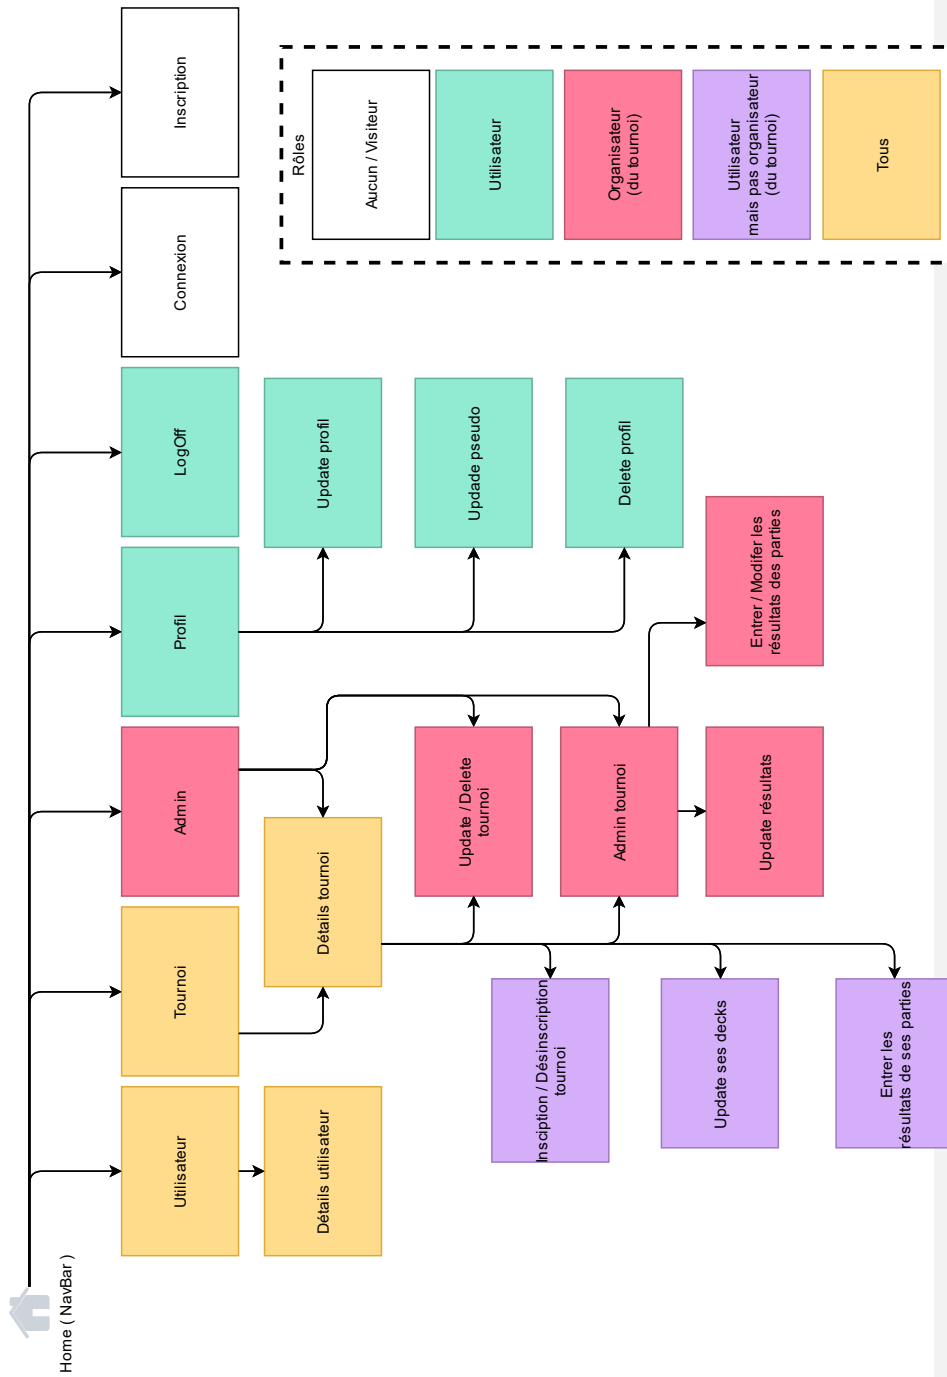 Home ( NavBar )
Utilisateur
Tournoi
Admin
Profil
LogOff
Connexion
Inscription
Détails utilisateur
Détails tournoi
Update profil
Updade pseudo
Delete profil
Update / Delete
tournoi
Admin tournoi
Update résultats
Entrer / Modifer les
résultats des parties
Insciption / Désinscription
tournoi
Update ses decks
Entrer les
résultats de ses parties
Rôles
Aucun / Visiteur
Utilisateur
Organisateur
(du tournoi)
Utilisateur
mais pas organisateur
(du tournoi)
Tous